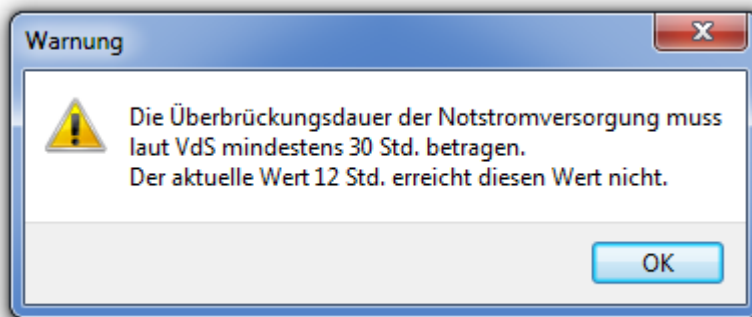 Warnung
Die Überbrückungsdauer der Notstromversorgung muss
laut VdS mindestens 30 Std. betragen.
Der aktuelle Wert 12 Std. erreicht diesen Wert nicht.
OK